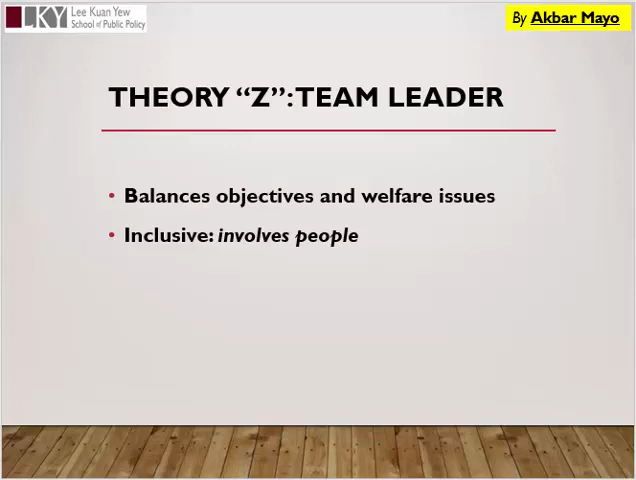 LKY Lee Kuan Yew
School of Public Policy
By Akbar Mayo
THEORY “Z”: TEAM LEADER
• Balances objectives and welfare issues
• Inclusive: involves people